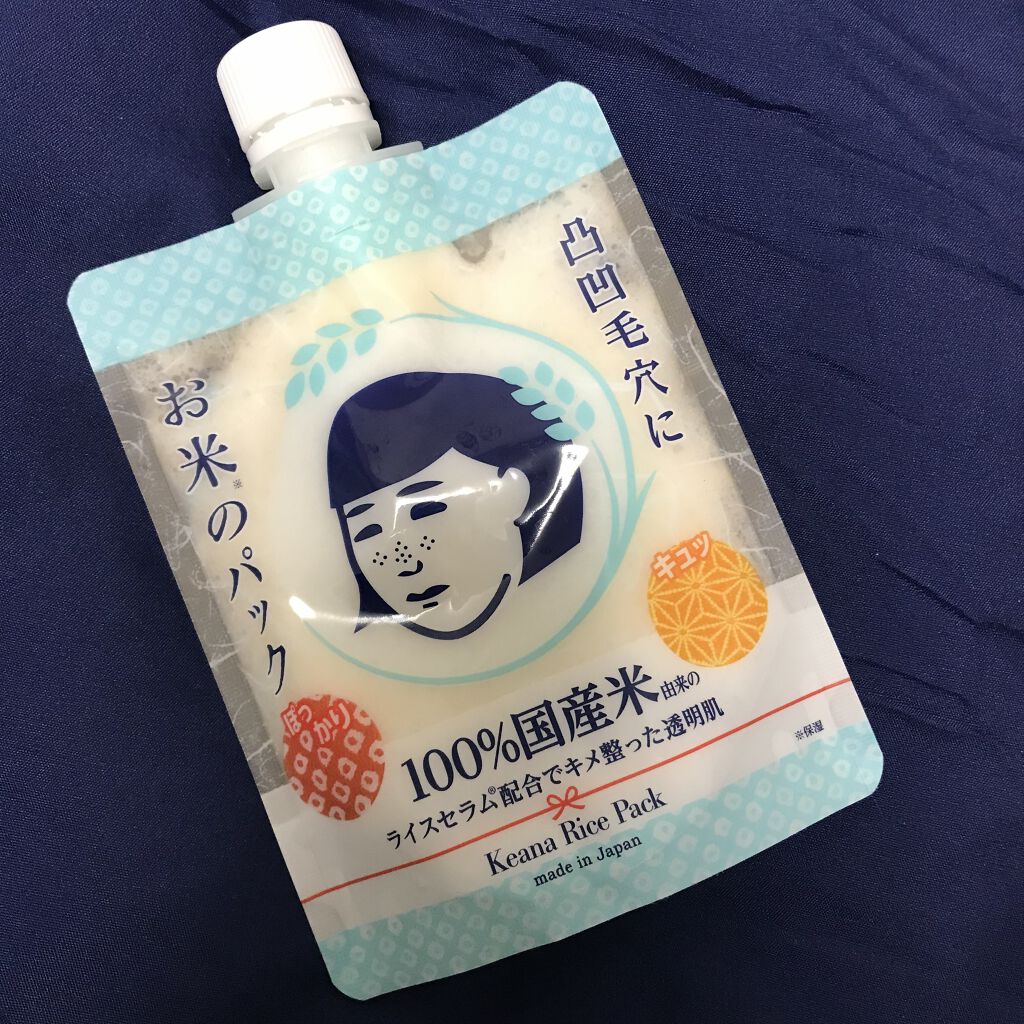 凸凹毛穴に
お米※のパック
キュッ
ぽっかり
100%国産米由来の
ライスセラム®配合でキメ整った透明肌
※保湿
Keana Rice Pack
made in Japan